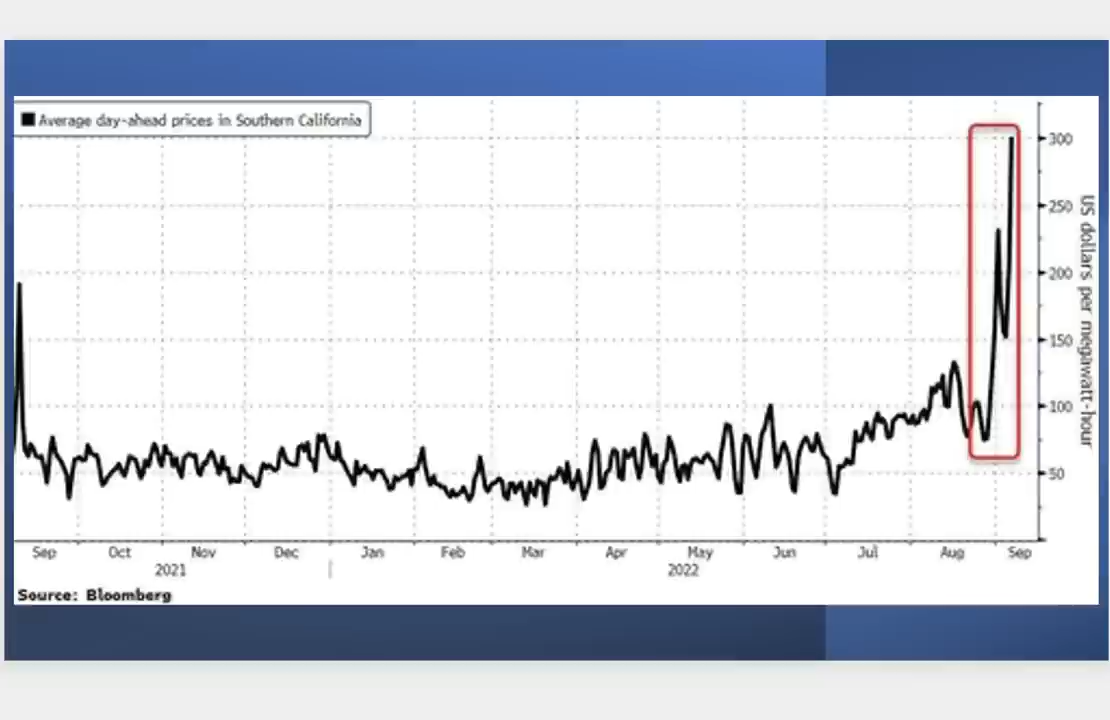 Average day-ahead prices in Southern California
300
250
200
150
100
50
US dollars per megawatt-hour
Sep Oct Nov Dec Jan Feb Mar Apr May Jun Jul Aug Sep
2021 2022
Source: Bloomberg